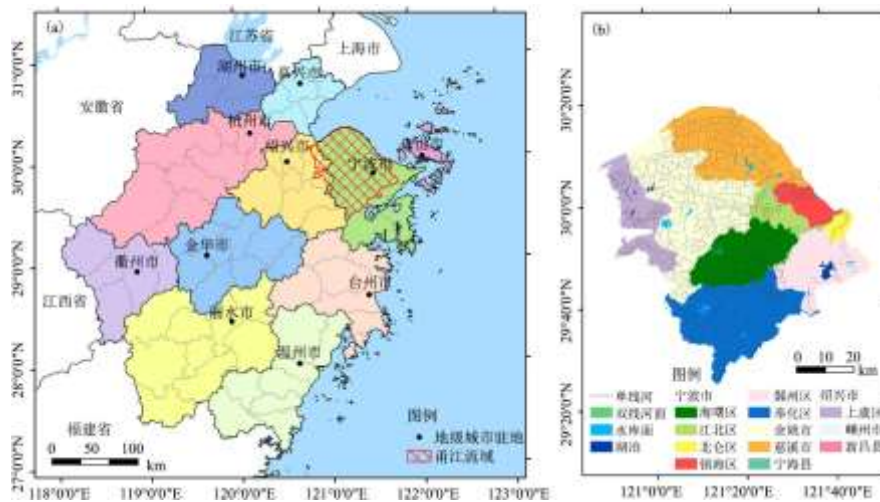 (a)
江苏省
上海市
湖州市
嘉兴市
安徽省
杭州市
绍兴市
宁波市
金华市
衢州市
台州市
江西省
丽水市
温州市
福建省
图例
地级城市驻地
甬江流域
0 50 100
km
31°0'0"N
30°0'0"N
29°0'0"N
28°0'0"N
27°0'0"N
118°0'0"E 119°0'0"E 120°0'0"E 121°0'0"E 122°0'0"E 123°0'0"E
(b)
30°20'0"N
30°0'0"N
29°40'0"N
29°20'0"N
0 10 20
km
图例
单线河 宁波市 鄞州区 绍兴市
双线河面 海曙区 奉化区 上虞区
水库面 江北区 余姚市 嵊州市
湖泊 北仑区 慈溪市 新昌县
镇海区 宁海县
121°0'0"E 121°20'0"E 121°40'0"E